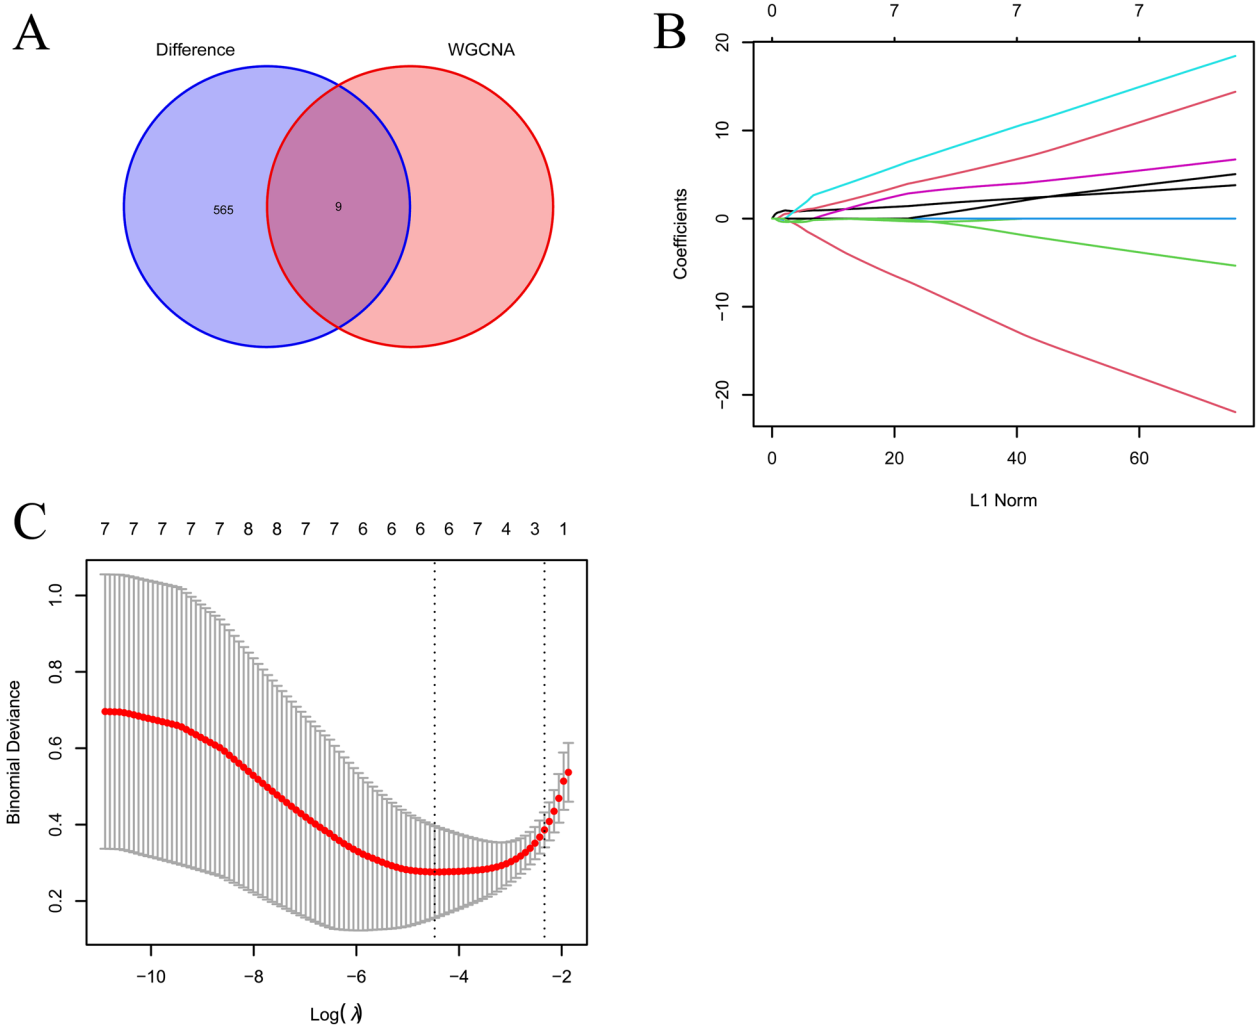 A
Difference
WGCNA
565
9
B
0 7 7 7
20
10
0
−10
−20
Coefficients
0 20 40 60
L1 Norm
C
7 7 7 7 7 8 8 7 7 6 6 6 6 7 4 3 1
1.0
0.8
0.6
0.4
0.2
Binomial Deviance
−10 −8 −6 −4 −2
Log(λ)